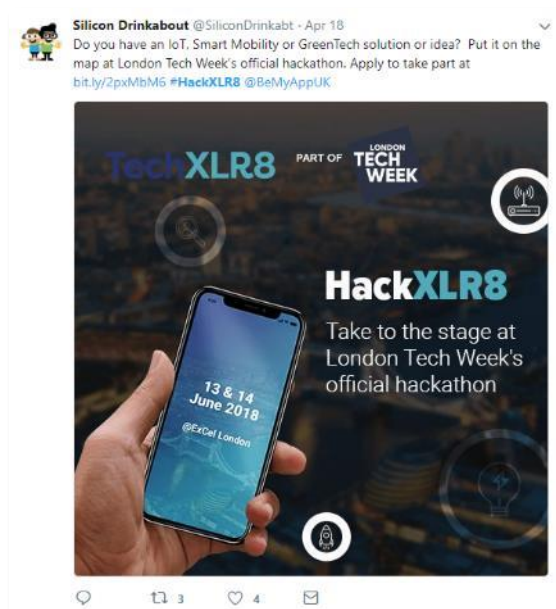 Silicon Drinkabout @SiliconDrinkabt · Apr 18
Do you have an IoT, Smart Mobility or GreenTech solution or idea? Put it on the
map at London Tech Week's official hackathon. Apply to take part at
bit.ly/2pxMbM6 #HackXLR8 @BeMyAppUK
TechXLR8
PART OF
LONDON
TECH
WEEK
HackXLR8
Take to the stage at
London Tech Week's
official hackathon
13 & 14
June 2018
@ExCel London
3
4